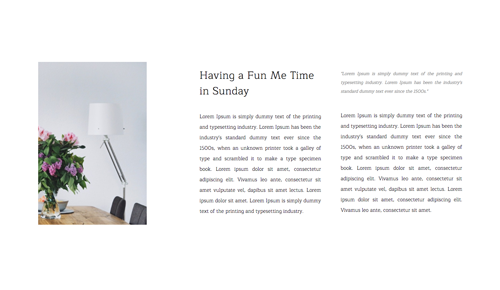 Having a Fun Me Time
in Sunday
Lorem Ipsum is simply dummy text of the printing
and typesetting industry. Lorem Ipsum has been the
industry's standard dummy text ever since the
1500s, when an unknown printer took a galley of
type and scrambled it to make a type specimen
book. Lorem ipsum dolor sit amet, consectetur
adipiscing elit. Vivamus leo ante, consectetur sit
amet vulputate vel, dapibus sit amet lectus. Lorem
Ipsum is simply dummy text of the printing and typesetting industry.
"Lorem Ipsum is simply dummy text of the printing and
typesetting industry. Lorem Ipsum has been the industry's
standard dummy text ever since the 1500s."
Lorem Ipsum is simply dummy text of the printing
and typesetting industry. Lorem Ipsum has been the
industry's standard dummy text ever since the
1500s, when an unknown printer took a galley of
type and scrambled it to make a type specimen
book. Lorem ipsum dolor sit amet, consectetur
adipiscing elit. Vivamus leo ante, consectetur sit
amet vulputate vel, dapibus sit amet lectus. Lorem
ipsum dolor sit amet, consectetur adipiscing elit.
Vivamus leo ante, consectetur sit amet.